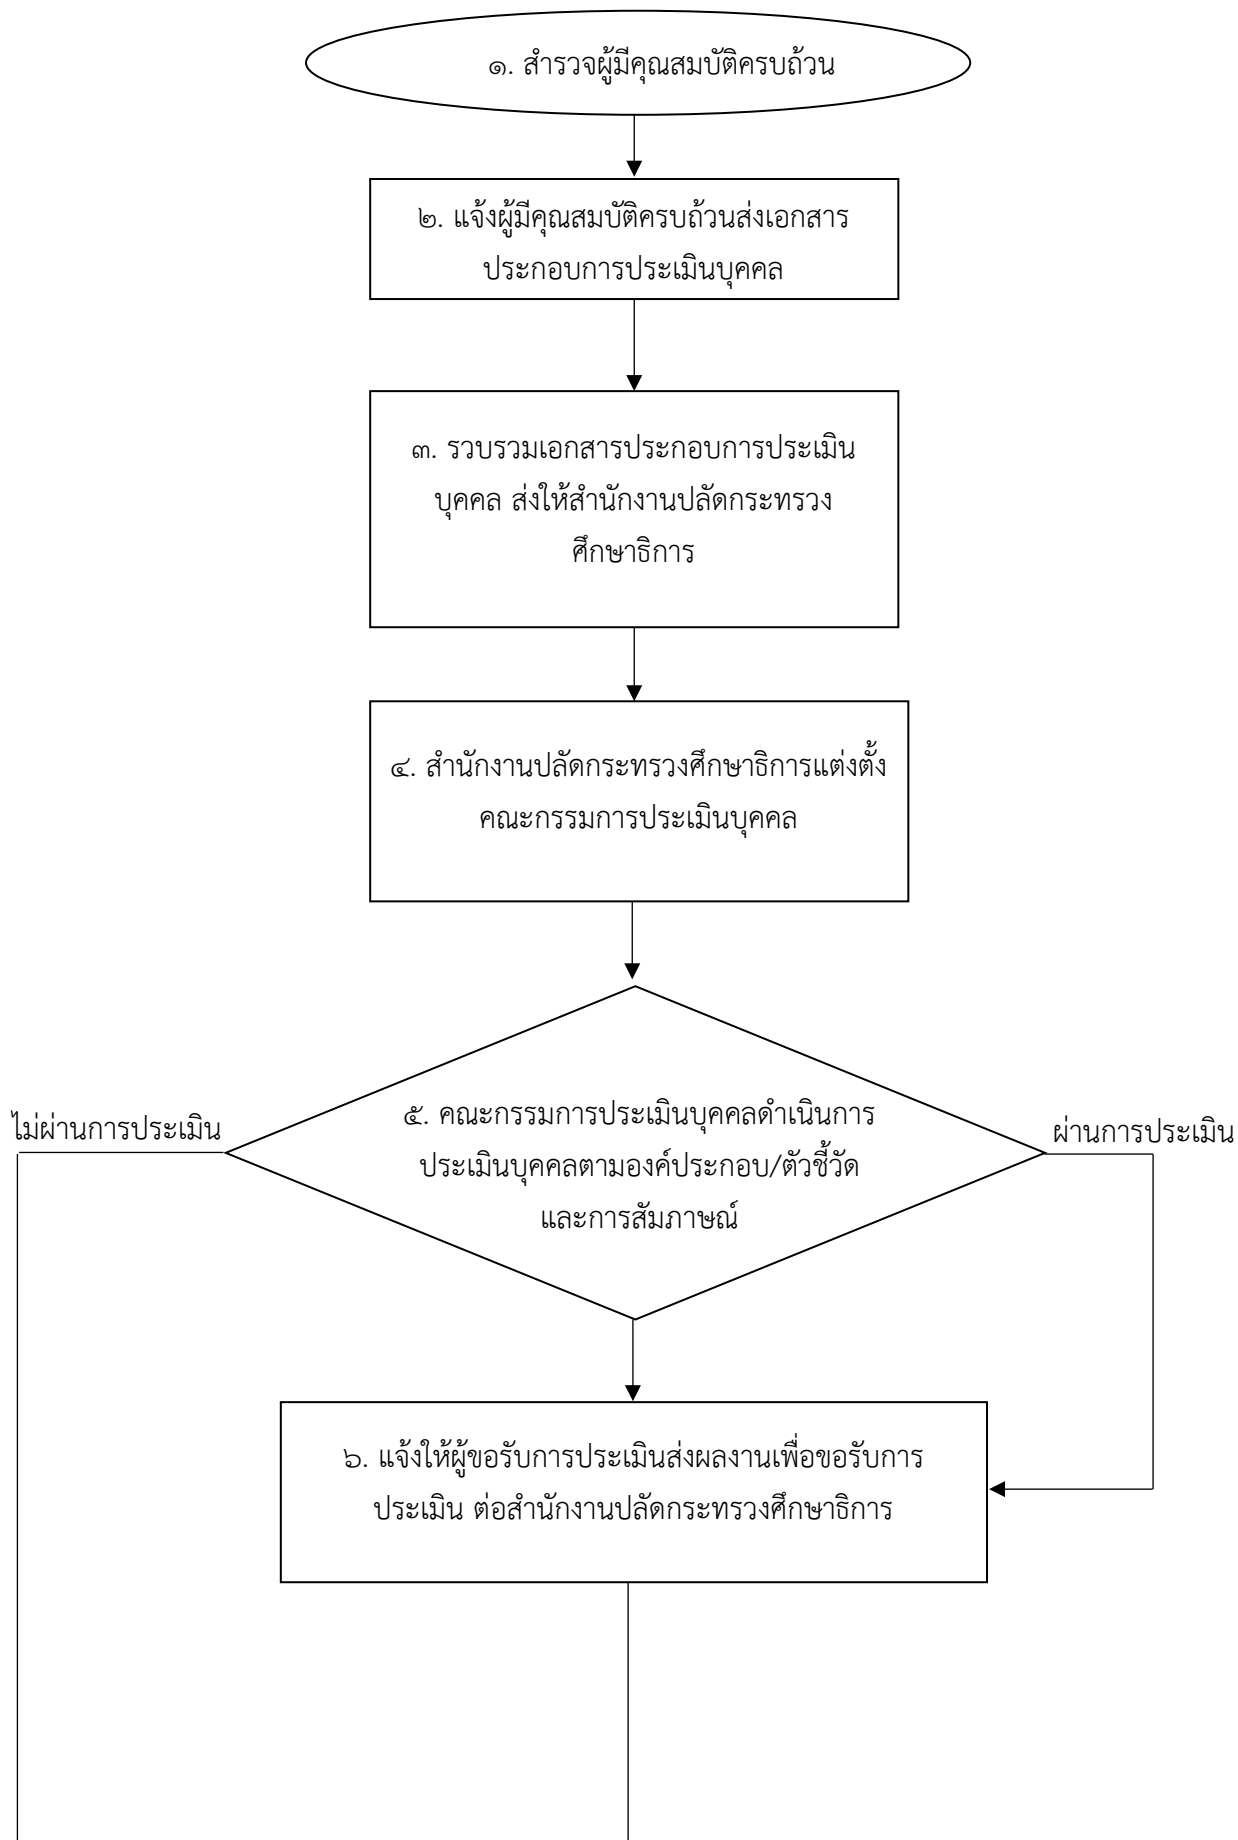 ๑. สำรวจผู้มีคุณสมบัติครบถ้วน
๒. แจ้งผู้มีคุณสมบัติครบถ้วนส่งเอกสาร
ประกอบการประเมินบุคคล
๓. รวบรวมเอกสารประกอบการประเมิน
บุคคล ส่งให้สำนักงานปลัดกระทรวง
ศึกษาธิการ
๔. สำนักงานปลัดกระทรวงศึกษาธิการแต่งตั้ง
คณะกรรมการประเมินบุคคล
ไม่ผ่านการประเมิน
๕. คณะกรรมการประเมินบุคคลดำเนินการ
ประเมินบุคคลตามองค์ประกอบ/ตัวชี้วัด
และการสัมภาษณ์
ผ่านการประเมิน
๖. แจ้งให้ผู้ขอรับการประเมินส่งผลงานเพื่อขอรับการ
ประเมิน ต่อสำนักงานปลัดกระทรวงศึกษาธิการ